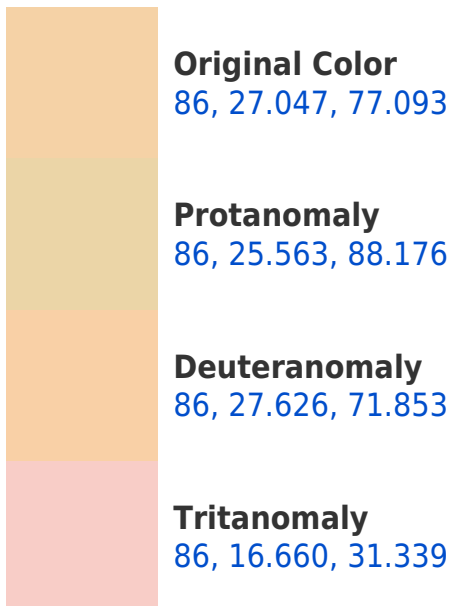 Original Color
86, 27.047, 77.093
Protanomaly
86, 25.563, 88.176
Deuteranomaly
86, 27.626, 71.853
Tritanomaly
86, 16.660, 31.339